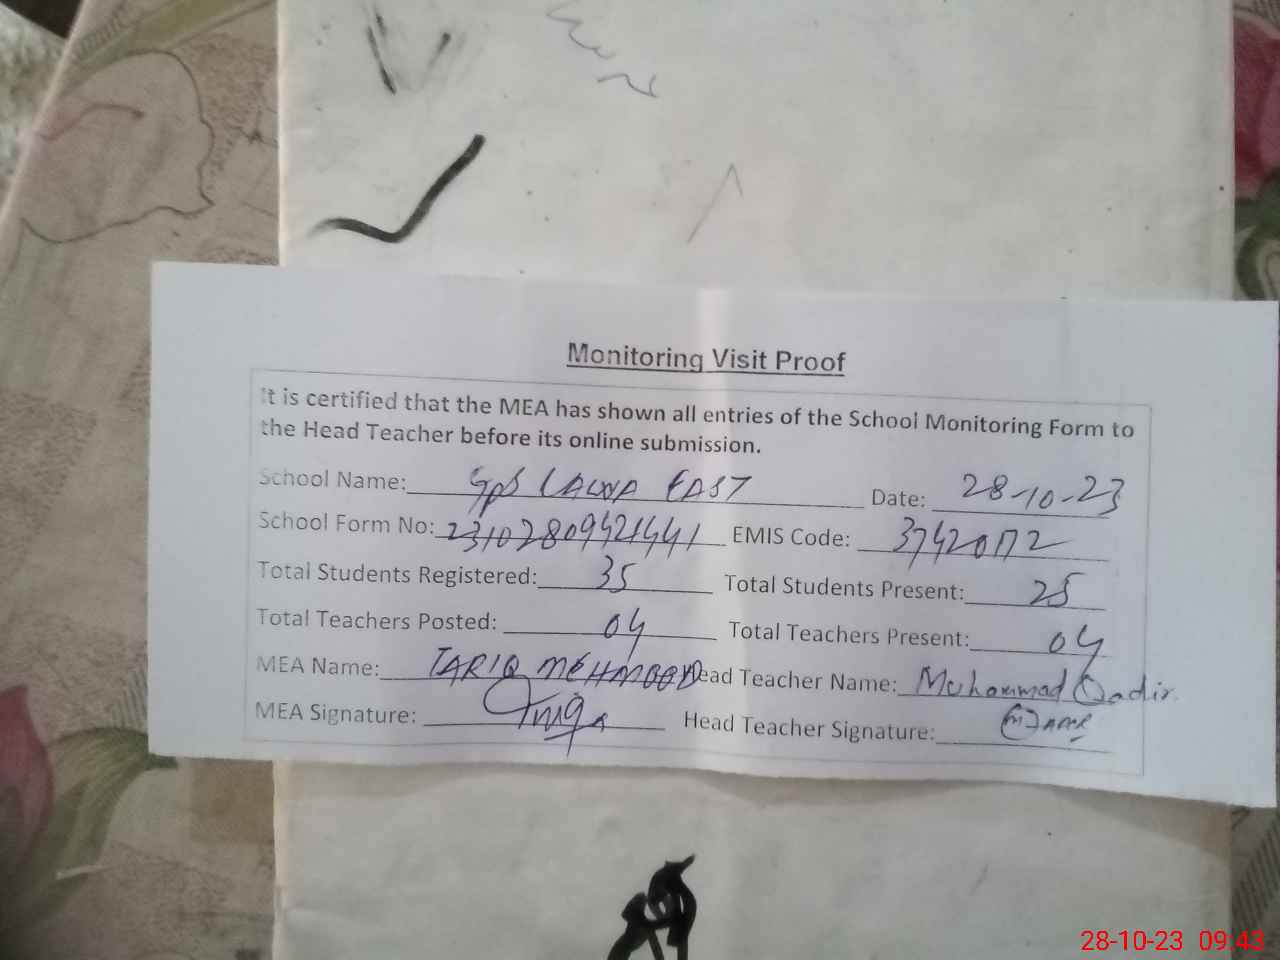 Monitoring Visit Proof
It is certified that the MEA has shown all entries of the School Monitoring Form to
the Head Teacher before its online submission.
School Name: GPS LAWA EAST Date: 28-10-23
School Form No: 23102809421441 EMIS Code: 37420172
Total Students Registered: 35 Total Students Present: 25
Total Teachers Posted: 04 Total Teachers Present: 04
MEA Name: TARIQ MEHMOOD Head Teacher Name: Muhammad Qadir.
MEA Signature: Head Teacher Signature:
28-10-23 09:43